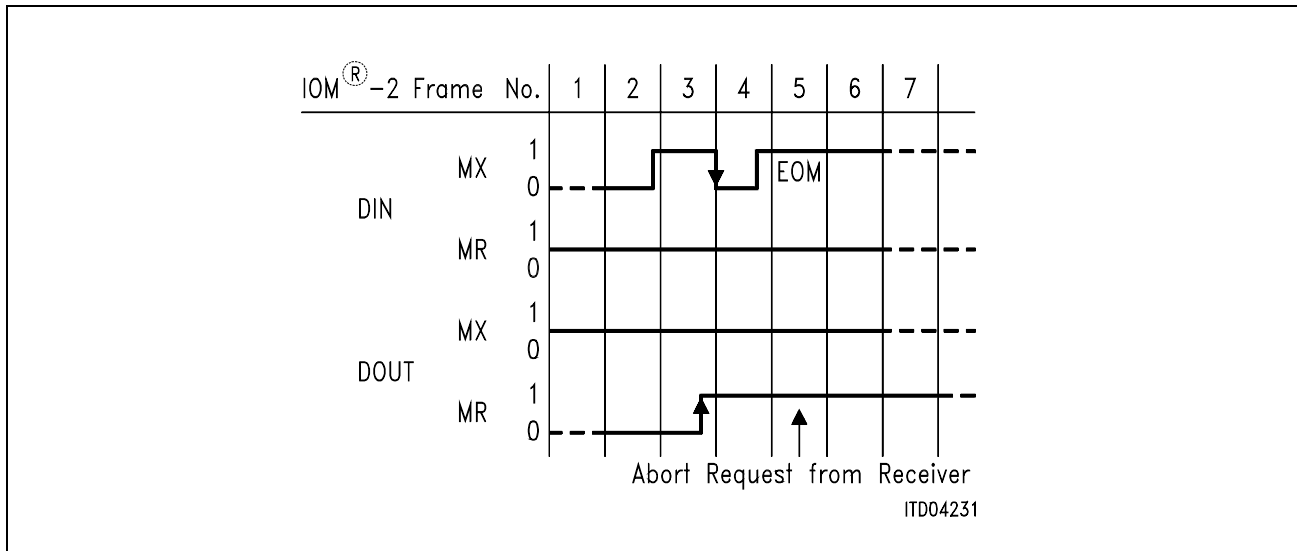 IOM®-2 Frame No. 1 2 3 4 5 6 7
MX 1
0
EOM
DIN
MR 1
0
MX 1
0
DOUT
MR 1
0
Abort Request from Receiver
ITD04231